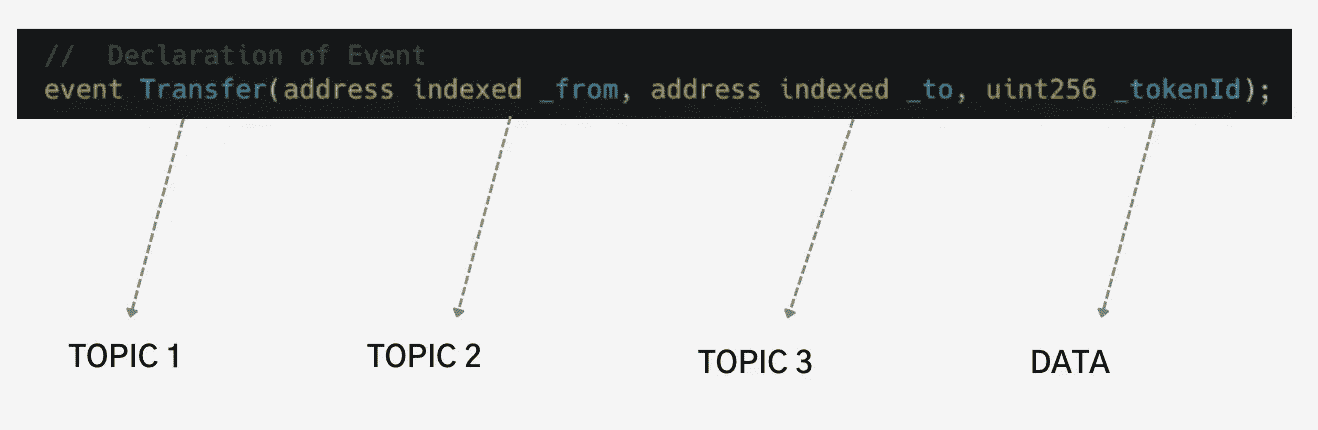 //  Declaration of Event
event Transfer(address indexed _from, address indexed _to, uint256 _tokenId);
TOPIC 1
TOPIC 2
TOPIC 3
DATA